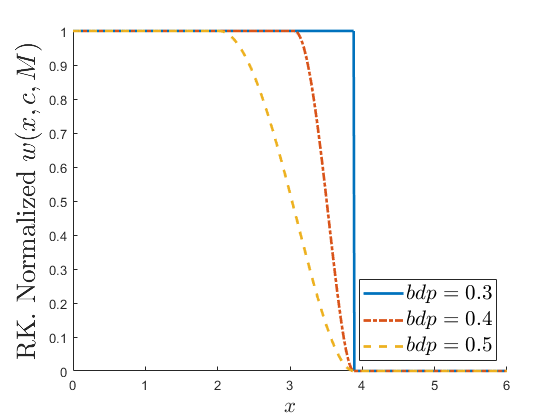 RK. Normalized w(x, c, M)
1
0.9
0.8
0.7
0.6
0.5
0.4
0.3
0.2
0.1
0
0 1 2 3 4 5 6
x
bdp = 0.3
bdp = 0.4
bdp = 0.5